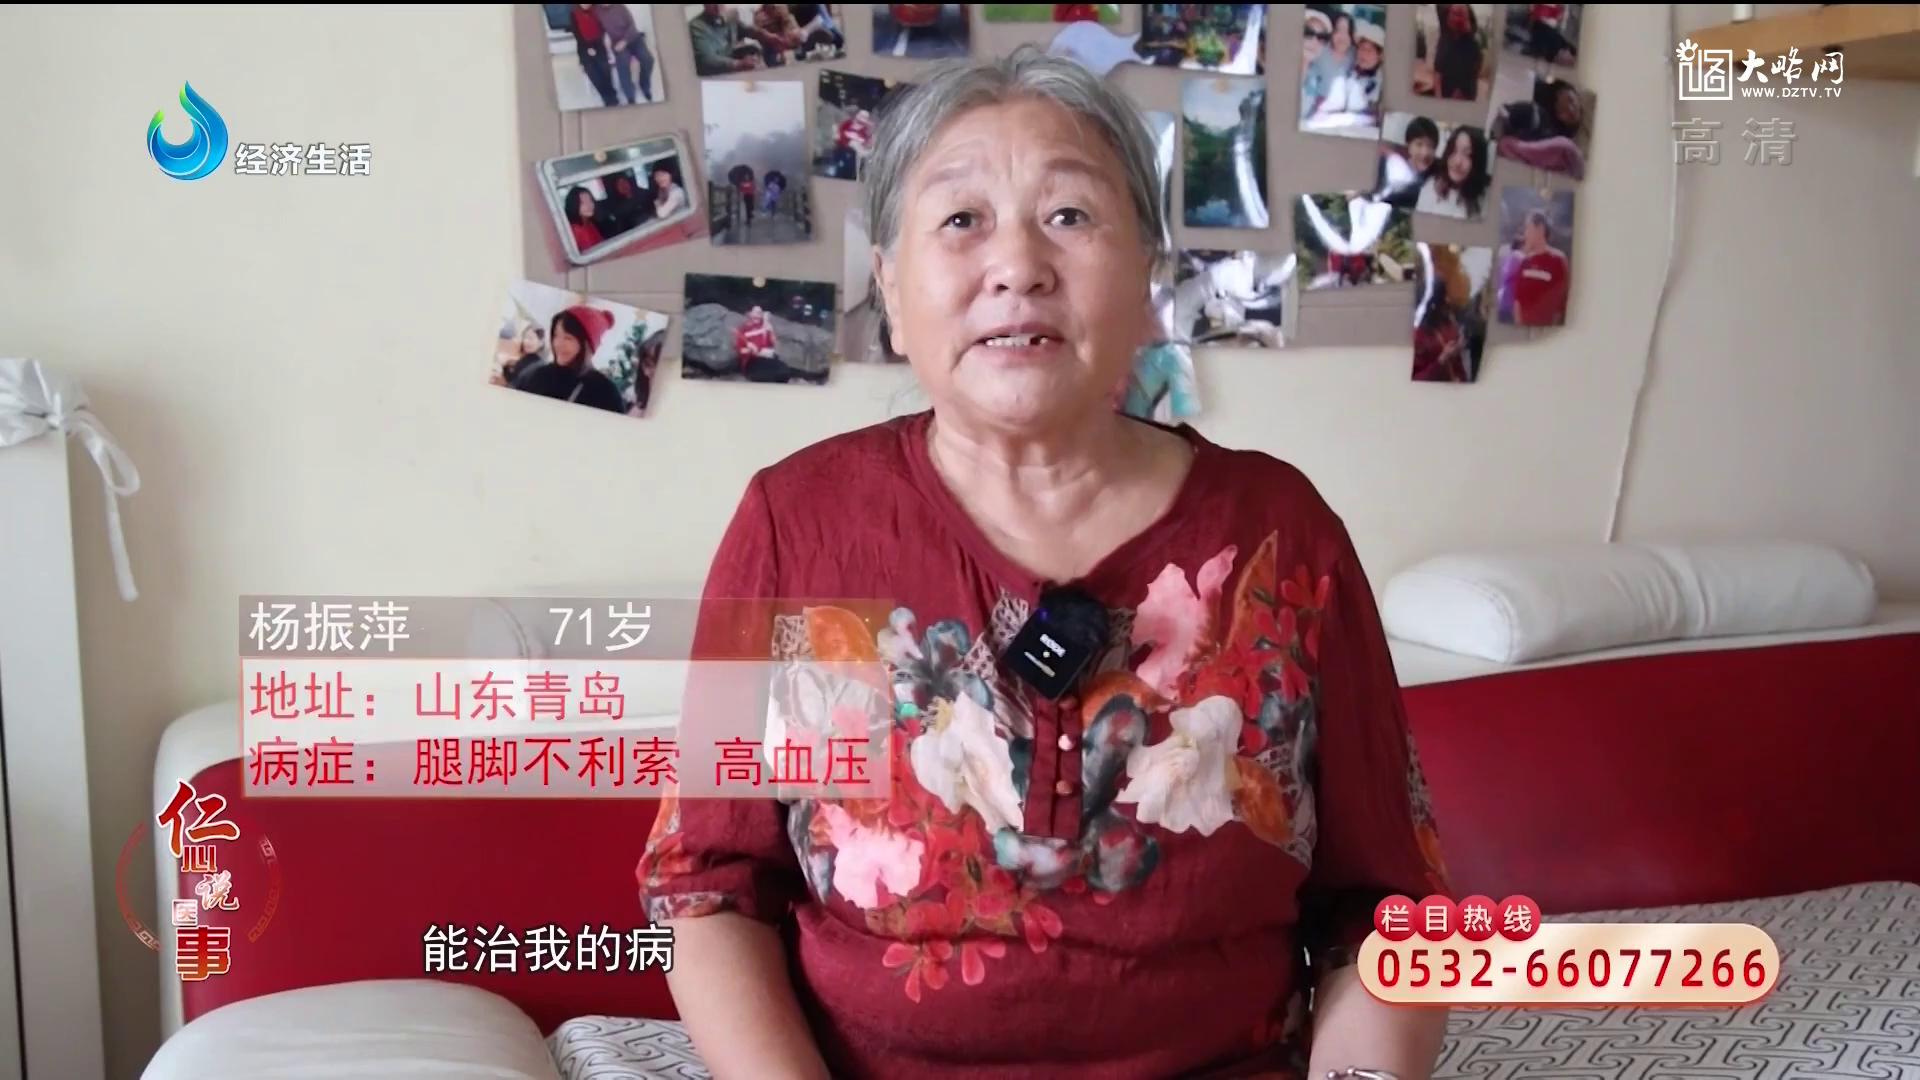 经济生活
大略网
WWW.DZTV.TV
高清
杨振萍 71岁
地址：山东青岛
病症：腿脚不利索 高血压
仁心说医事
能治我的病
栏目热线
0532-66077266